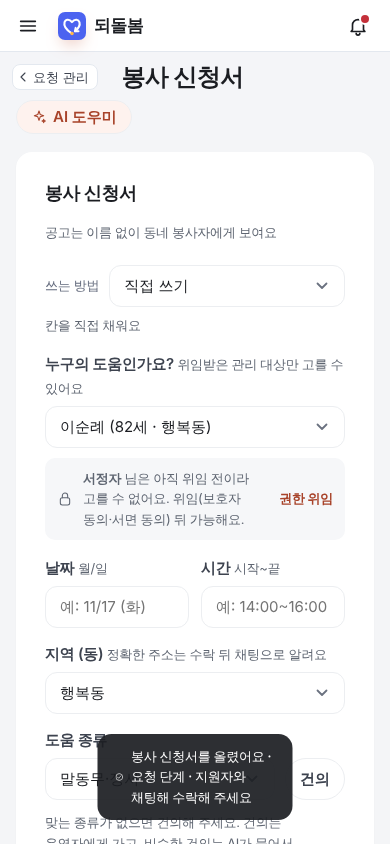 되돌봄
요청 관리
봉사 신청서
AI 도우미
봉사 신청서
공고는 이름 없이 동네 봉사자에게 보여요
쓰는 방법
직접 쓰기
칸을 직접 채워요
누구의 도움인가요? 위임받은 관리 대상만 고를 수
있어요
이순례 (82세 · 행복동)
서정자 님은 아직 위임 전이라
고를 수 없어요. 위임(보호자
동의·서면 동의) 뒤 가능해요.
권한 위임
날짜 월/일
시간 시작~끝
예: 11/17 (화)
예: 14:00~16:00
지역 (동) 정확한 주소는 수락 뒤 채팅으로 알려요
행복동
도움 종류
말동무
건의
봉사 신청서를 올렸어요 ·
요청 단계 · 지원자와
채팅해 수락해 주세요
맞는 종류가 없으면 건의해 주세요. 건의는